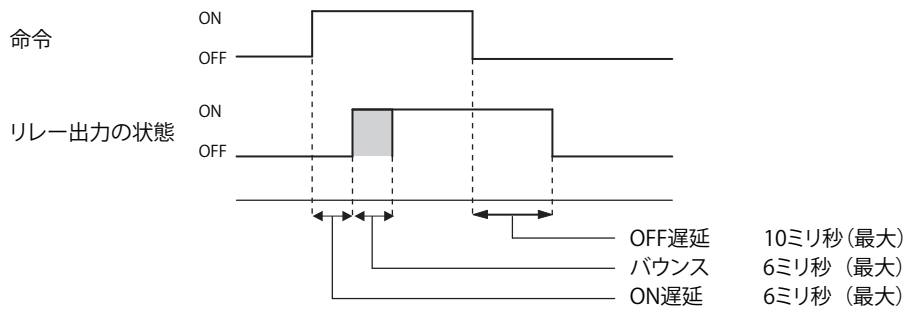 命令
ON
OFF
リレー出力の状態
ON
OFF
OFF遅延 10ミリ秒(最大)
バウンス 6ミリ秒 (最大)
ON遅延 6ミリ秒 (最大)